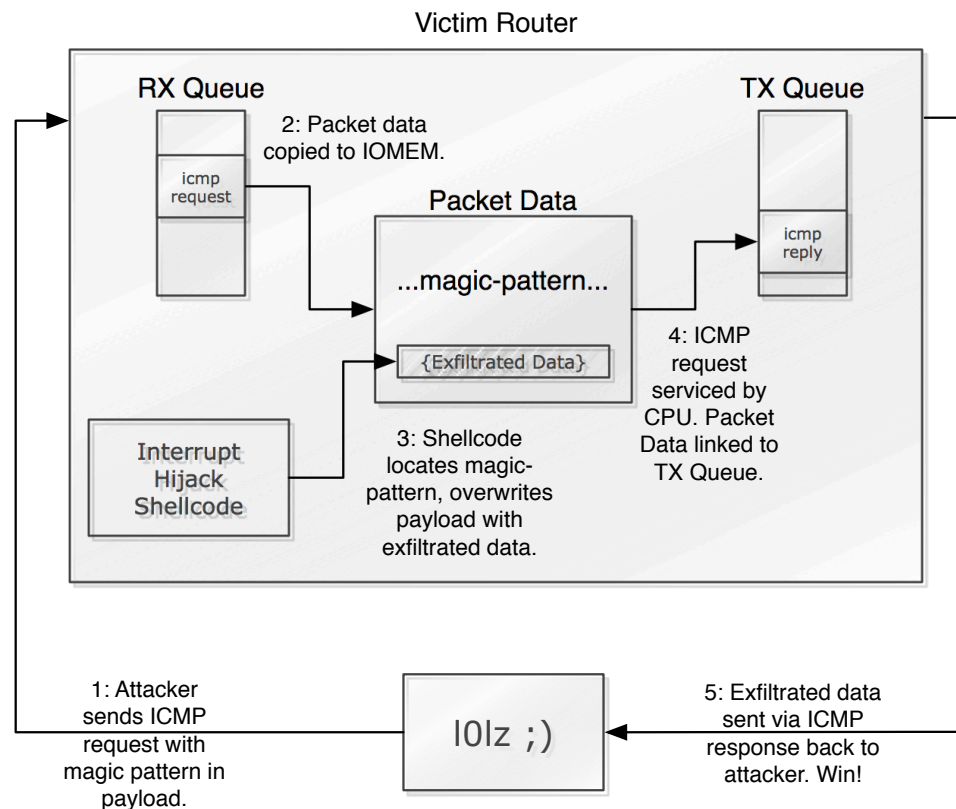 Victim Router
RX Queue
TX Queue
2: Packet data
copied to IOMEM.
icmp
request
Packet Data
...magic-pattern...
{Exfiltrated Data}
icmp
reply
4: ICMP
request
serviced by
CPU. Packet
Data linked to
TX Queue.
Interrupt
Hijack
Shellcode
3: Shellcode
locates magic-
pattern, overwrites
payload with
exfiltrated data.
1: Attacker
sends ICMP
request with
magic pattern in
payload.
l0lz ;)
5: Exfiltrated data
sent via ICMP
response back to
attacker. Win!